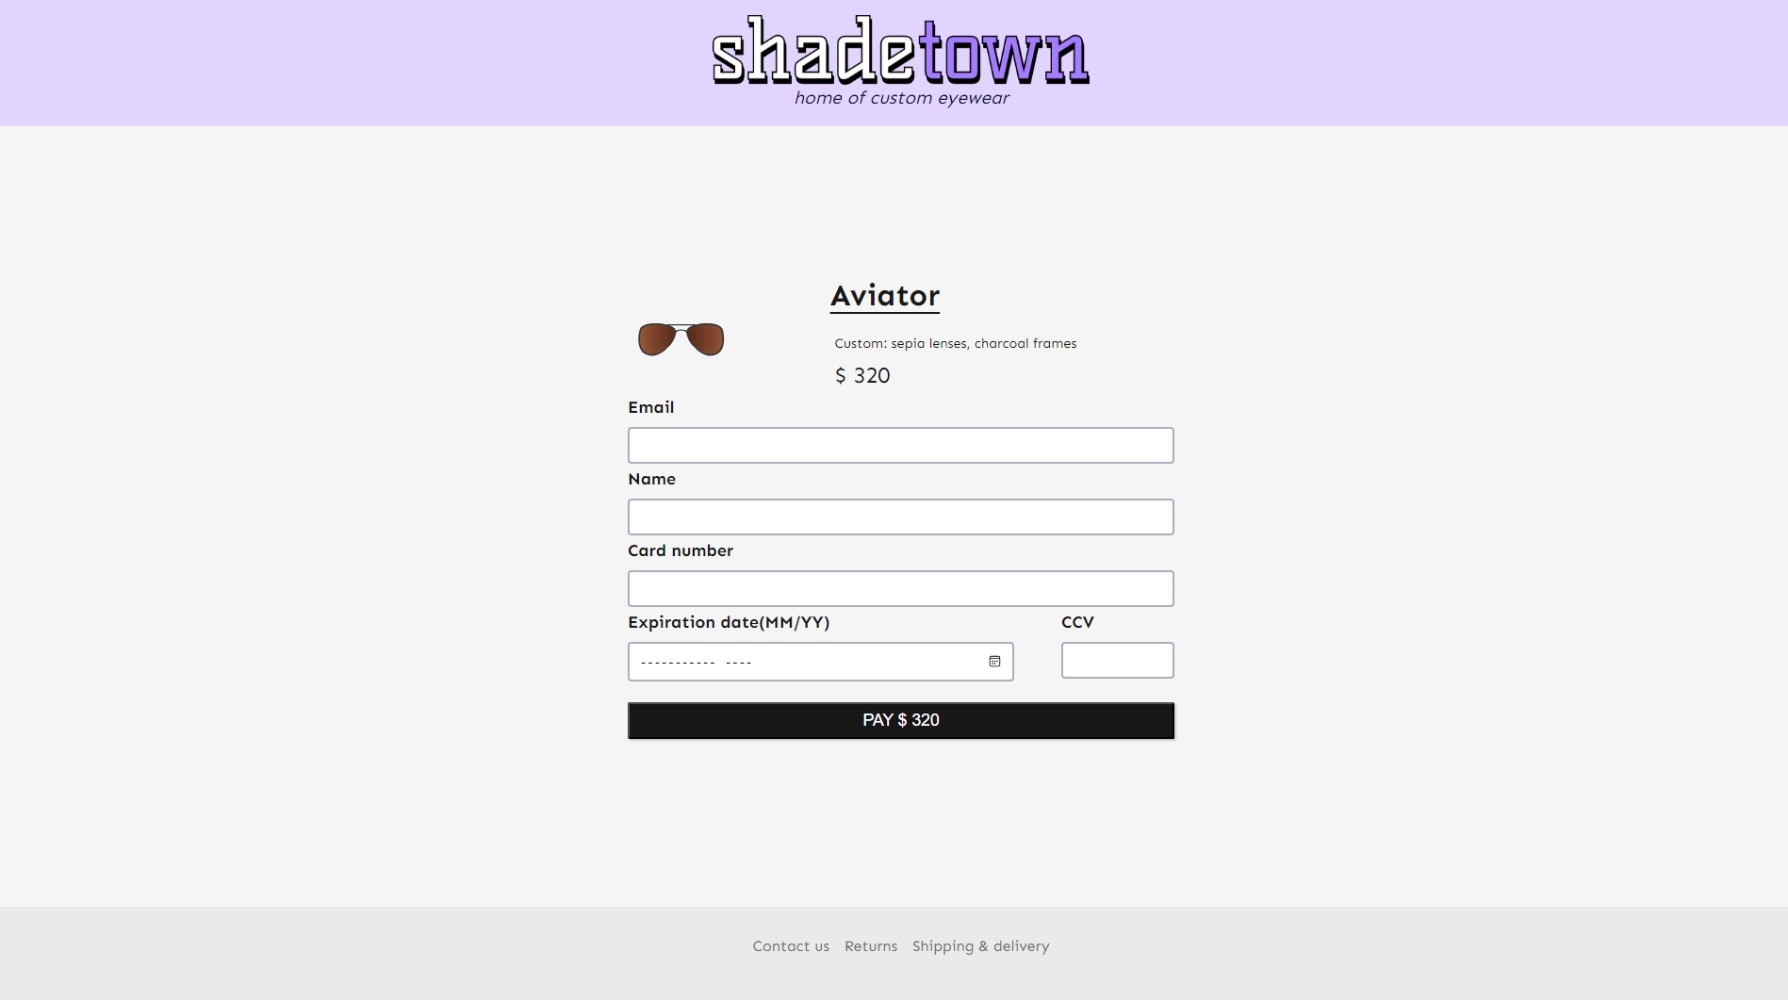 shadetown
home of custom eyewear
Aviator
Custom: sepia lenses, charcoal frames
$ 320
Email
Name
Card number
Expiration date(MM/YY)
CCV
----------- ----
PAY $ 320
Contact us Returns Shipping & delivery